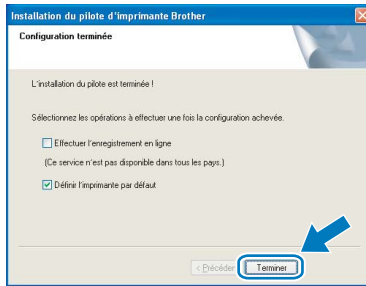 Installation du pilote d'imprimante Brother
Configuration terminée
L'installation du pilote est terminée !
Sélectionnez les opérations à effectuer une fois la configuration achevée.
Effectuer l'enregistrement en ligne
(Ce service n'est pas disponible dans tous les pays.)
Définir l'imprimante par défaut
< Précéder
Terminer